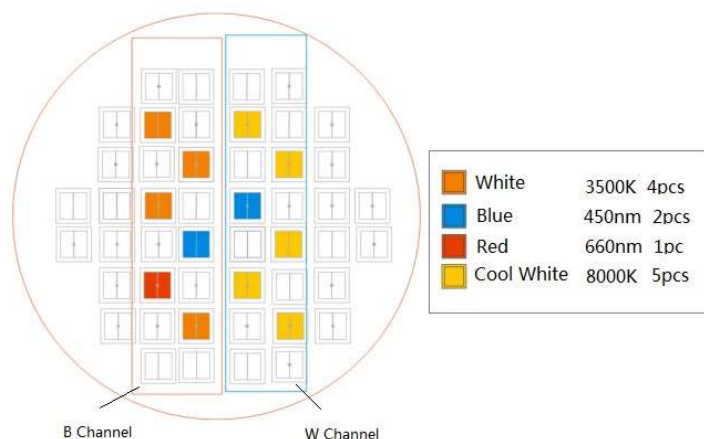 White 3500K 4pcs
Blue 450nm 2pcs
Red 660nm 1pc
Cool White 8000K 5pcs
B Channel
W Channel